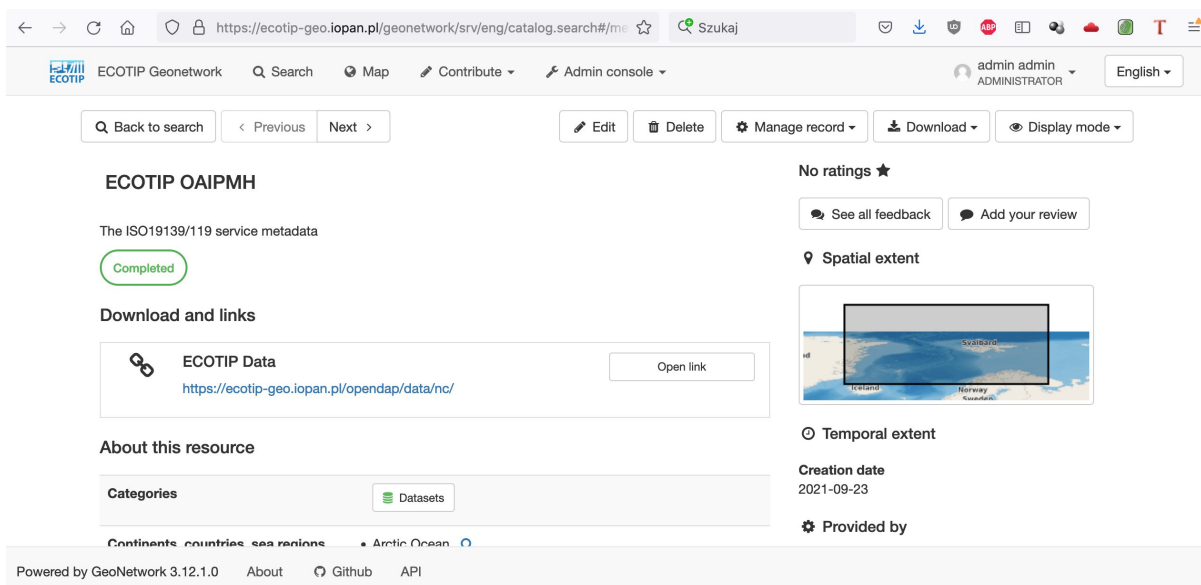 https://ecotip-geo.iopan.pl/geonetwork/srv/eng/catalog.search#/me
Szukaj
ABP
T
ECOTIP
ECOTIP Geonetwork
Search
Map
Contribute
Admin console
admin admin
ADMINISTRATOR
English
Back to search
Previous
Next
Edit
Delete
Manage record
Download
Display mode
ECOTIP OAIPMH
The ISO19139/119 service metadata
Completed
Download and links
ECOTIP Data
https://ecotip-geo.iopan.pl/opendap/data/nc/
Open link
About this resource
Categories
Datasets
Continents, countries, sea regions
• Arctic Ocean
No ratings
See all feedback
Add your review
Spatial extent
Svalbard
Iceland
Norway
Sweden
Temporal extent
Creation date
2021-09-23
Provided by
Powered by GeoNetwork 3.12.1.0
About
Github
API